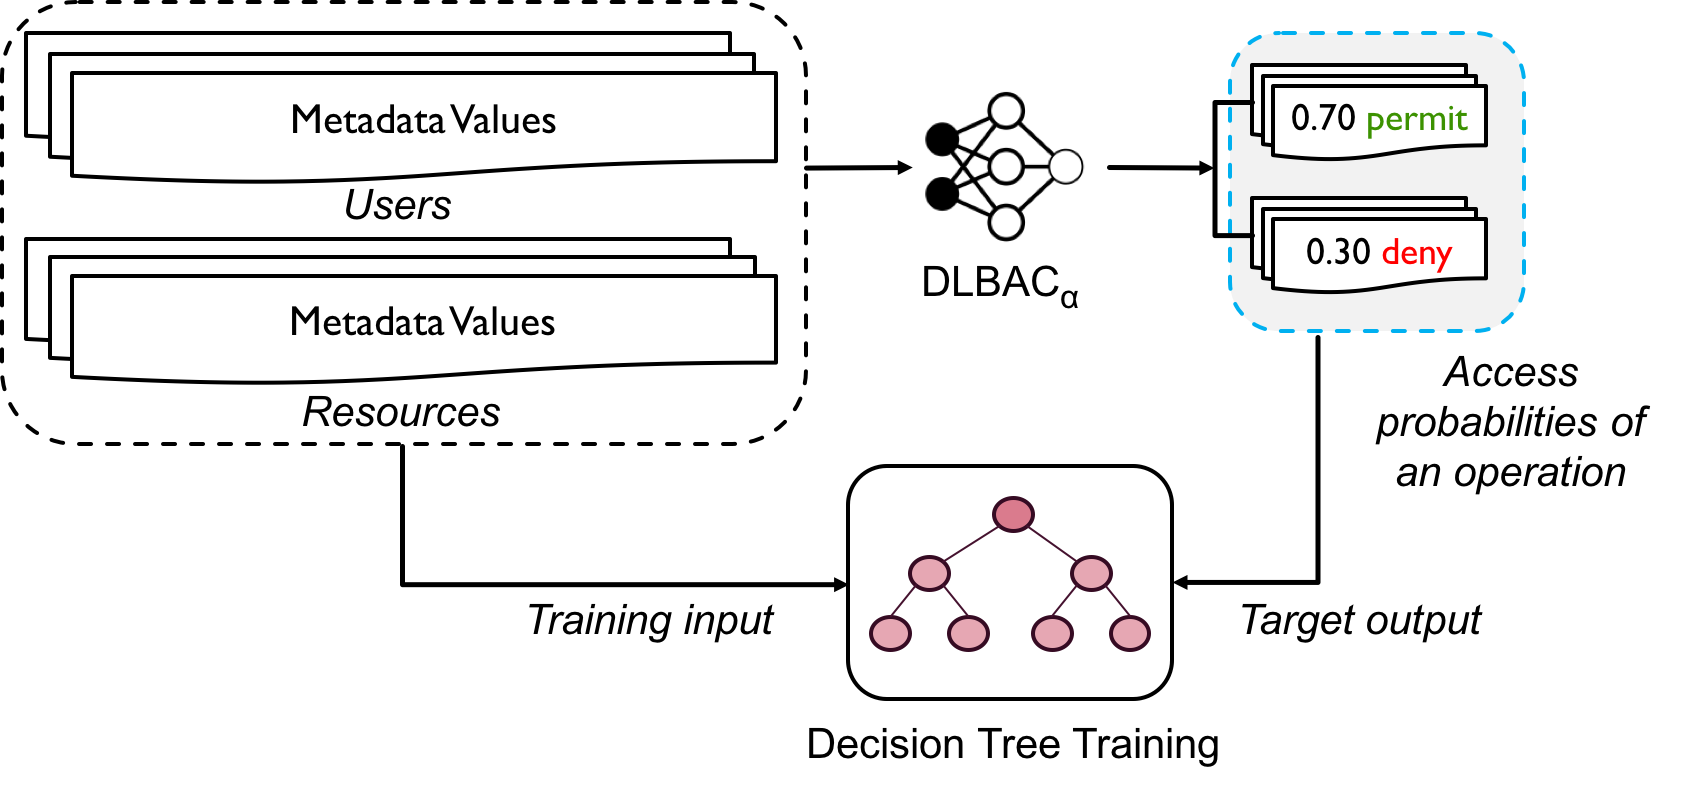 Metadata Values
Users
Metadata Values
Resources
DLBACα
0.70 permit
0.30 deny
Access
probabilities of
an operation
Training input
Target output
Decision Tree Training